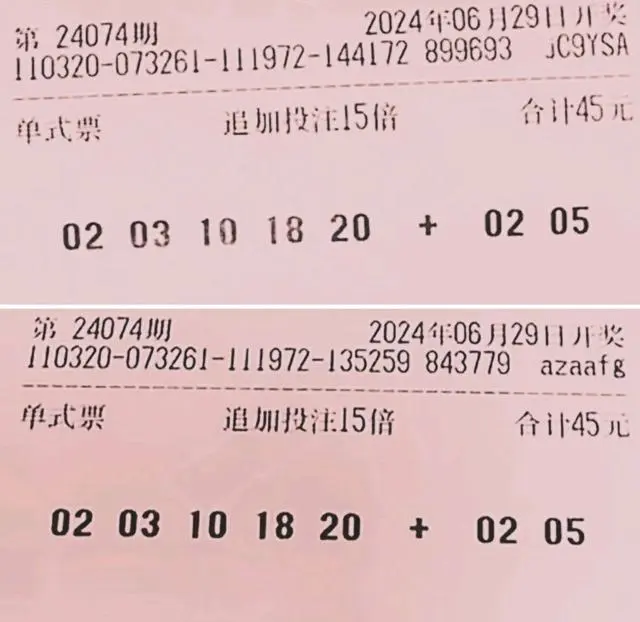 第 24074期 2024年06月29日开奖
110320-073261-111972-144172 899693 jC9YSA
单式票 追加投注15倍 合计45元
02 03 10 18 20 + 02 05
第 24074期 2024年06月29日开奖
110320-073261-111972-135259 843779 azaafg
单式票 追加投注15倍 合计45元
02 03 10 18 20 + 02 05